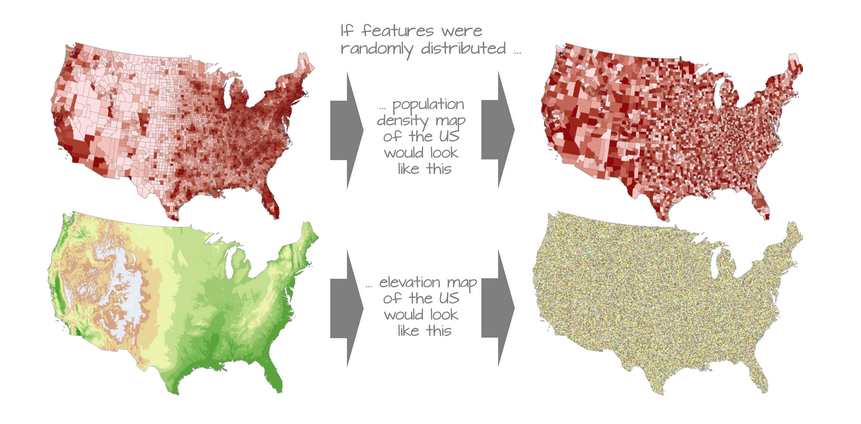 If features were
randomly distributed ...
... population
density map
of the US
would look
like this
... elevation map
of the US
would look
like this